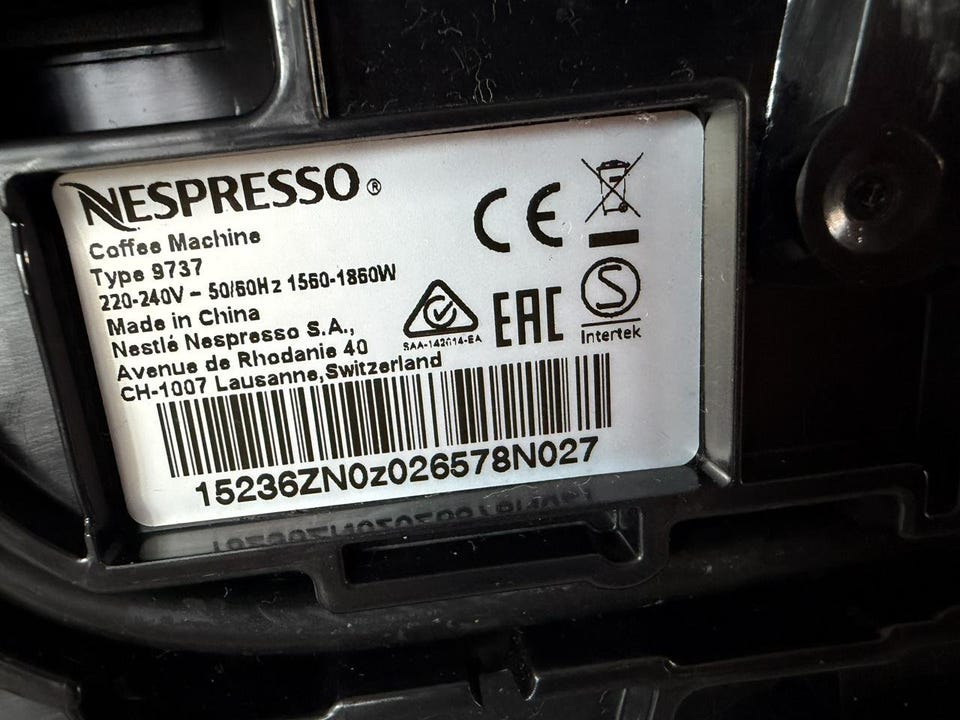 NESPRESSO®
Coffee Machine
Type 9737
220-240V ~ 50/60Hz 1560-1860W
Made in China
Nestlé Nespresso S.A.,
Avenue de Rhodanie 40
CH-1007 Lausanne,Switzerland
CE
SAA-142614-EA
EAC
S
Intertek
15236ZN0z026578N027